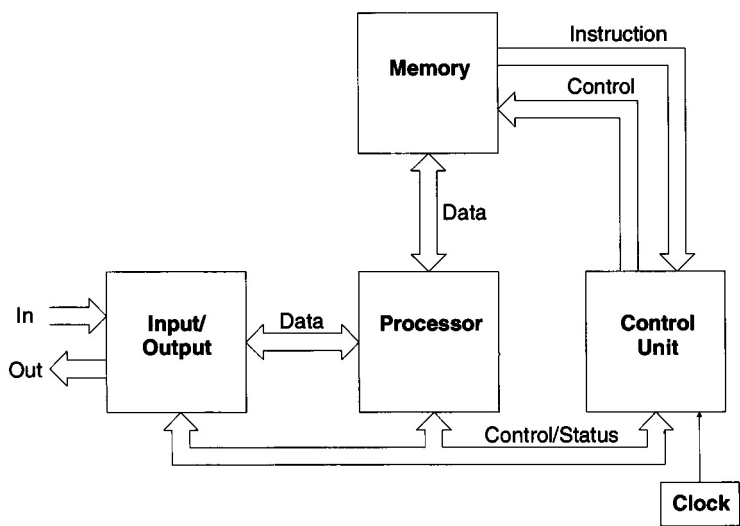 Instruction
Memory
Control
Data
In
Input/
Output
Data
Processor
Control
Unit
Out
Control/Status
Clock